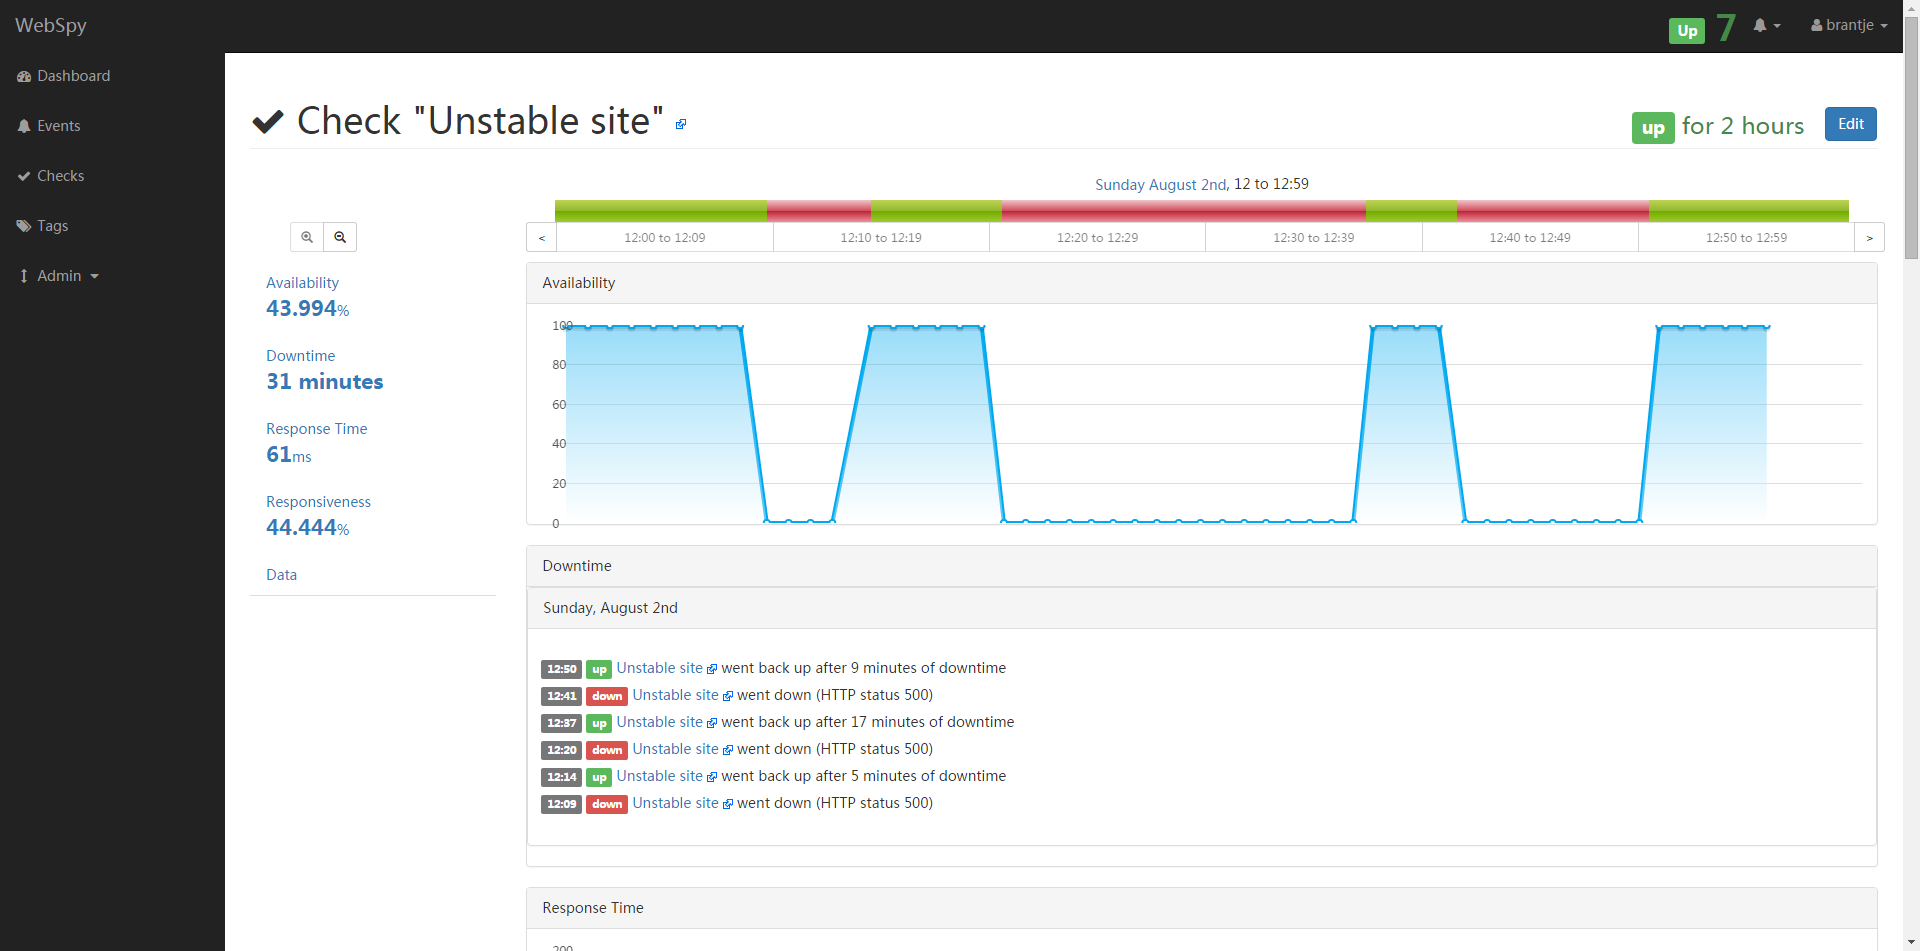 WebSpy
Up 7
brantje
Dashboard
Events
Checks
Tags
Admin
Check "Unstable site"
up for 2 hours
Edit
Sunday August 2nd, 12 to 12:59
< 12:00 to 12:09 12:10 to 12:19 12:20 to 12:29 12:30 to 12:39 12:40 to 12:49 12:50 to 12:59 >
Availability
43.994%
Downtime
31 minutes
Response Time
61ms
Responsiveness
44.444%
Data
Availability
100
80
60
40
20
0
Downtime
Sunday, August 2nd
12:50 up Unstable site went back up after 9 minutes of downtime
12:41 down Unstable site went down (HTTP status 500)
12:37 up Unstable site went back up after 17 minutes of downtime
12:20 down Unstable site went down (HTTP status 500)
12:14 up Unstable site went back up after 5 minutes of downtime
12:09 down Unstable site went down (HTTP status 500)
Response Time
200